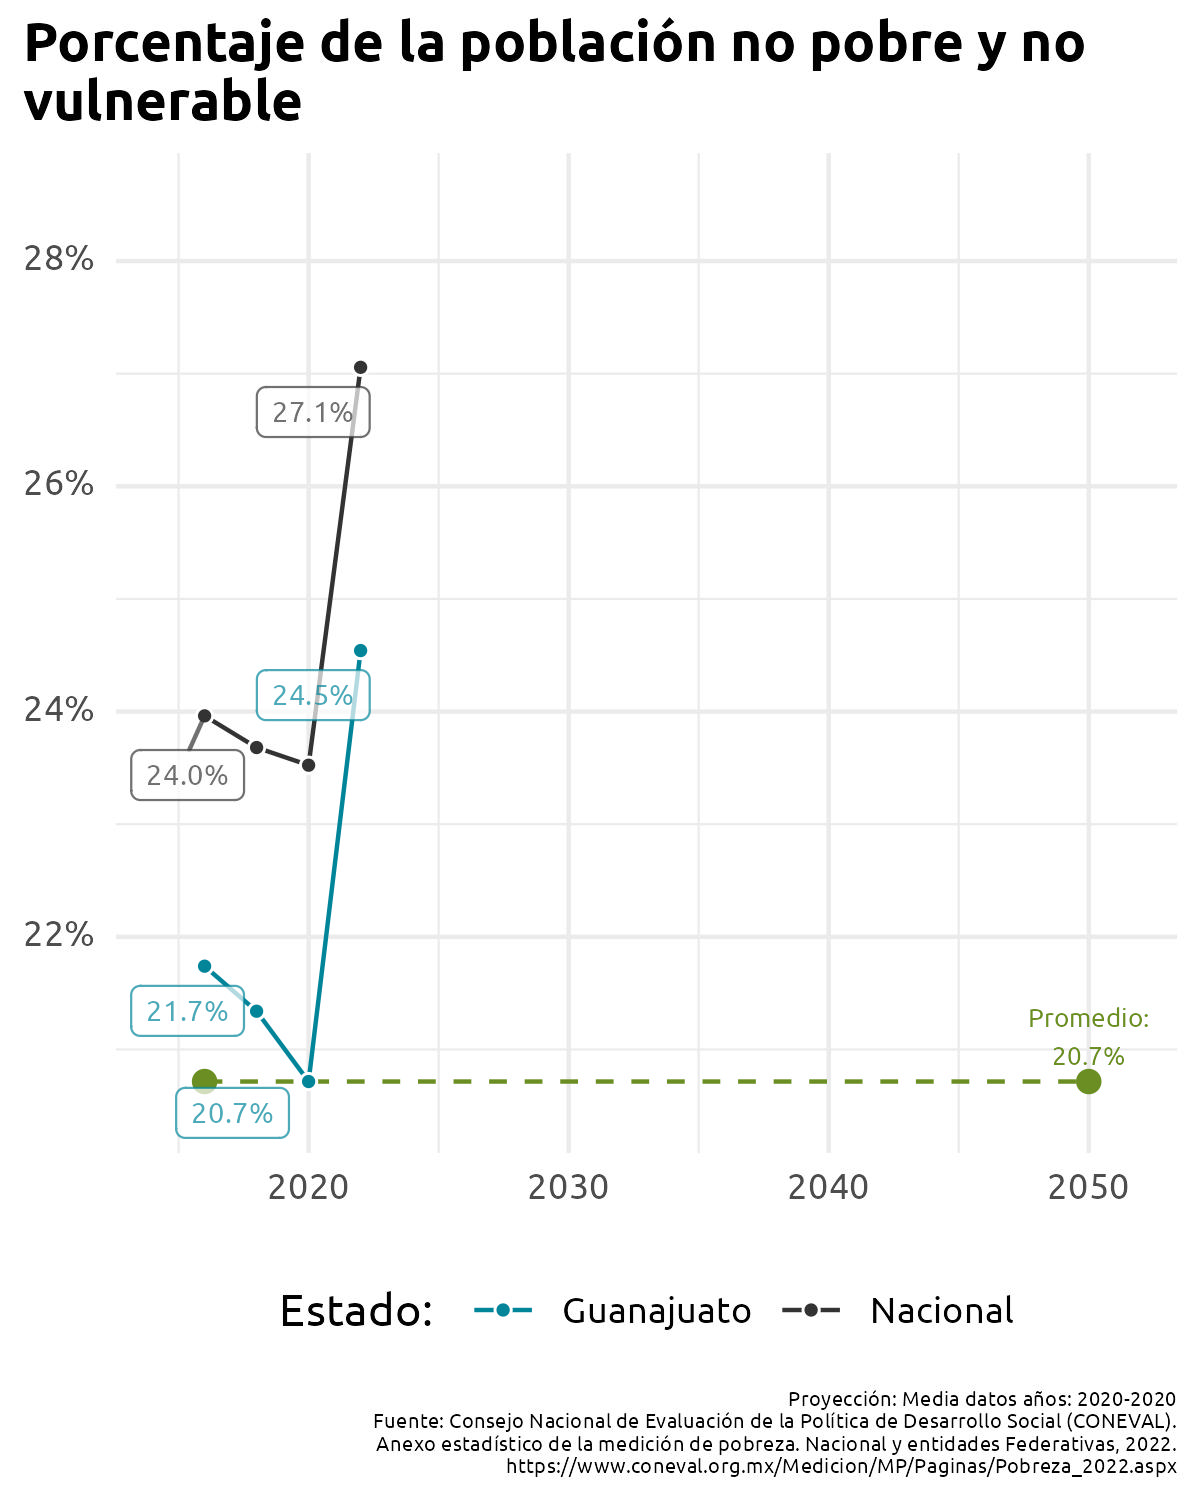 Porcentaje de la población no pobre y no
vulnerable
28%
27.1%
26%
24.5%
24%
24.0%
22%
21.7%
Promedio:
20.7%
20.7%
2020 2030 2040 2050
Estado: Guanajuato Nacional
Proyección: Media datos años: 2020-2020
Fuente: Consejo Nacional de Evaluación de la Política de Desarrollo Social (CONEVAL).
Anexo estadístico de la medición de pobreza. Nacional y entidades Federativas, 2022.
https://www.coneval.org.mx/Medicion/MP/Paginas/Pobreza_2022.aspx